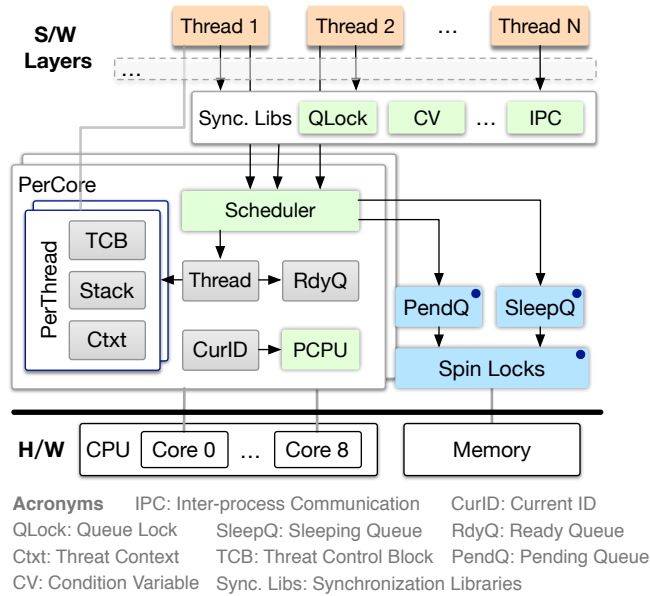 S/W
Layers
Thread 1
Thread 2
...
Thread N
...
Sync. Libs
QLock
CV
...
IPC
PerCore
Scheduler
PerThread
TCB
Stack
Ctxt
Thread
RdyQ
CurID
PCPU
PendQ
SleepQ
Spin Locks
H/W
CPU
Core 0
...
Core 8
Memory
Acronyms IPC: Inter-process Communication CurID: Current ID
QLock: Queue Lock SleepQ: Sleeping Queue RdyQ: Ready Queue
Ctxt: Threat Context TCB: Threat Control Block PendQ: Pending Queue
CV: Condition Variable Sync. Libs: Synchronization Libraries